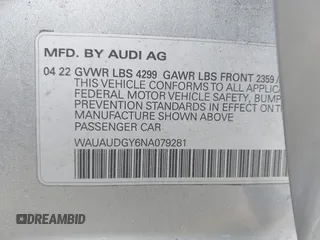 MFD. BY AUDI AG
04 22 GVWR LBS 4299 GAWR LBS FRONT 2359 /
THIS VEHICLE CONFORMS TO ALL APPLICAB
FEDERAL MOTOR VEHICLE SAFETY, BUMP
PREVENTION STANDARDS IN EFFECT ON
MANUFACTURE SHOWN ABOVE
PASSENGER CAR
WAUAUDGY6NA079281
DREAMBID